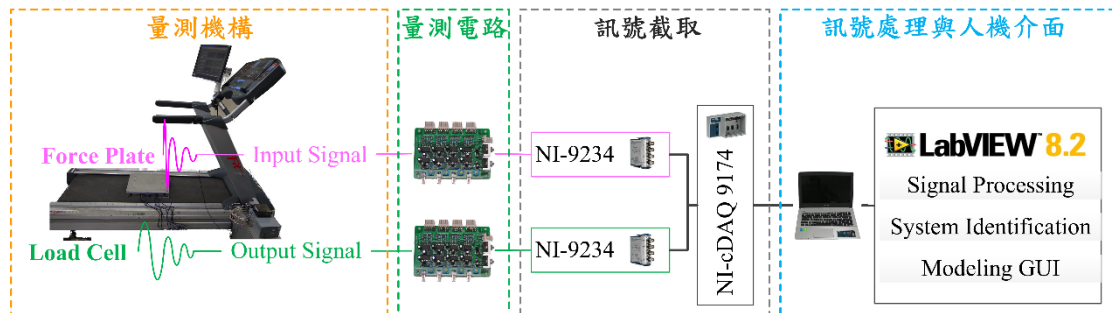 量測機構
Force Plate
Input Signal
Load Cell
Output Signal
量測電路
訊號截取
NI-9234
NI-9234
NI-cDAQ 9174
訊號處理與人機介面
LabVIEW 8.2
Signal Processing
System Identification
Modeling GUI